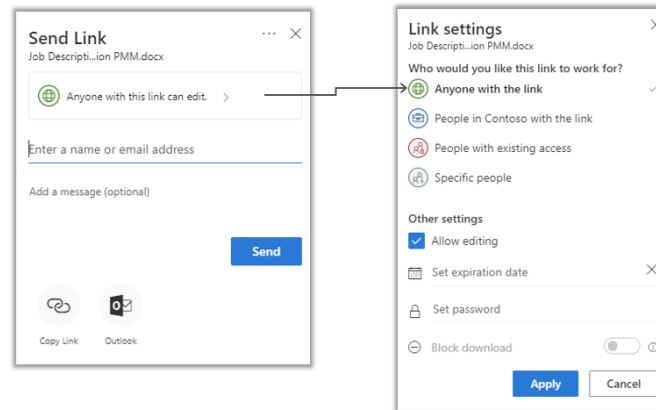 Send Link
Job Descripti...ion PMM.docx
Anyone with this link can edit.
Enter a name or email address
Add a message (optional)
Send
Copy Link
Outlook
Link settings
Job Descripti...ion PMM.docx
Who would you like this link to work for?
Anyone with the link
People in Contoso with the link
People with existing access
Specific people
Other settings
Allow editing
Set expiration date
Set password
Block download
Apply
Cancel